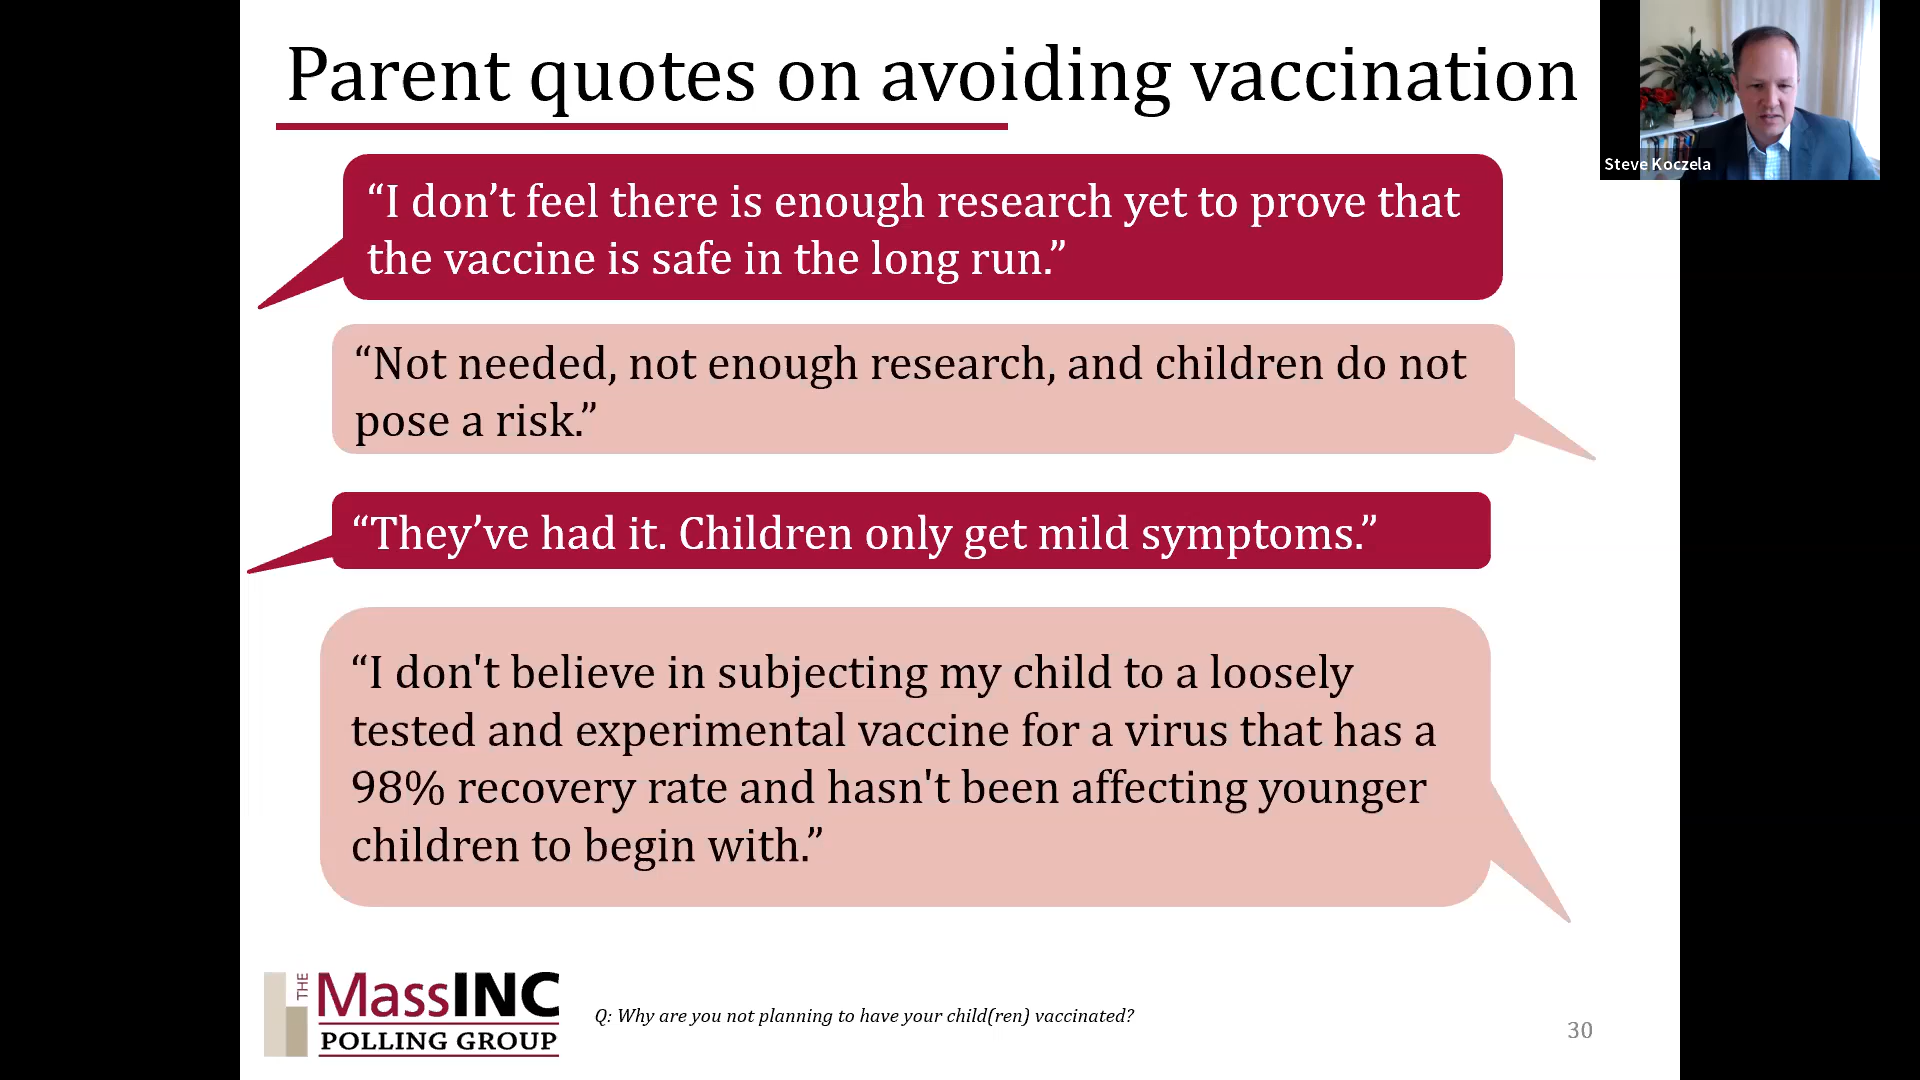 Parent quotes on avoiding vaccination
Steve Koczela
“I don’t feel there is enough research yet to prove that
the vaccine is safe in the long run.”
“Not needed, not enough research, and children do not
pose a risk.”
“They’ve had it. Children only get mild symptoms.”
“I don't believe in subjecting my child to a loosely
tested and experimental vaccine for a virus that has a
98% recovery rate and hasn't been affecting younger
children to begin with.”
THE
MassINC
POLLING GROUP
Q: Why are you not planning to have your child(ren) vaccinated?
30